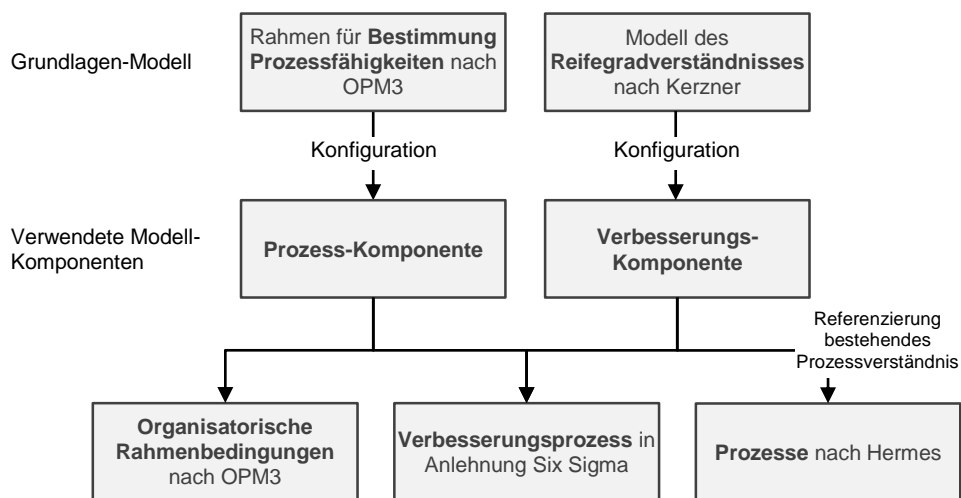 Grundlagen-Modell
Rahmen für Bestimmung
Prozessfähigkeiten nach
OPM3
Modell des
Reifegradverständnisses
nach Kerzner
Konfiguration
Konfiguration
Verwendete Modell-
Komponenten
Prozess-Komponente
Verbesserungs-
Komponente
Referenzierung
bestehendes
Prozessverständnis
Organisatorische
Rahmenbedingungen
nach OPM3
Verbesserungsprozess in
Anlehnung Six Sigma
Prozesse nach Hermes